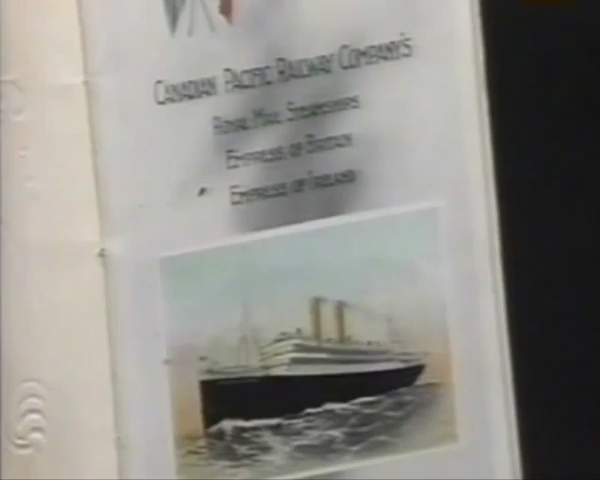 CANADIAN PACIFIC RAILWAY COMPANY'S
ROYAL MAIL STEAMSHIPS
EMPRESS OF BRITAIN
EMPRESS OF IRELAND